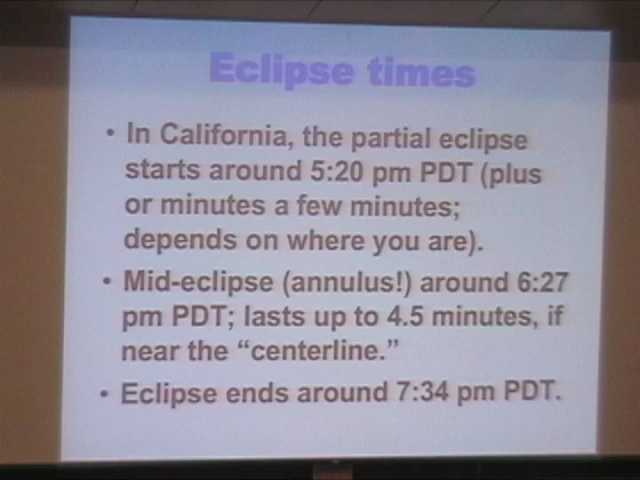 Eclipse times
• In California, the partial eclipse
starts around 5:20 pm PDT (plus
or minutes a few minutes;
depends on where you are).
• Mid-eclipse (annulus!) around 6:27
pm PDT; lasts up to 4.5 minutes, if
near the “centerline.”
• Eclipse ends around 7:34 pm PDT.